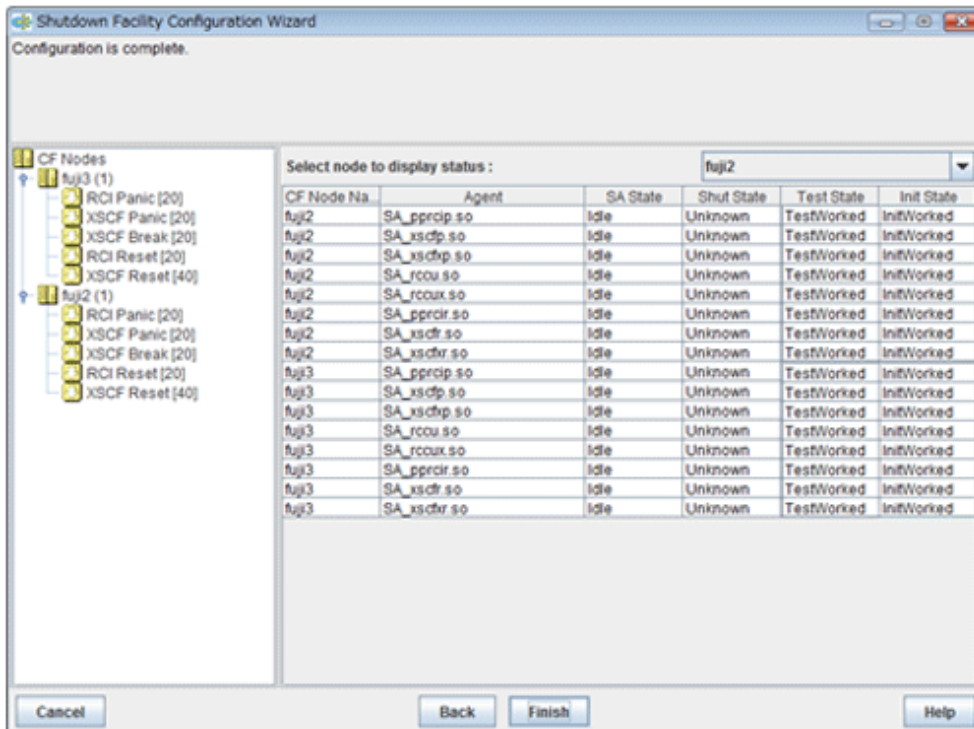 Shutdown Facility Configuration Wizard
Configuration is complete.
CF Nodes
fuji3 (1)
RCI Panic [20]
XSCF Panic [20]
XSCF Break [20]
RCI Reset [20]
XSCF Reset [40]
fuji2 (1)
RCI Panic [20]
XSCF Panic [20]
XSCF Break [20]
RCI Reset [20]
XSCF Reset [40]
Select node to display status : fuji2
CF Node Na... Agent SA State Shut State Test State Init State
fuji2 SA_pprcip.so Idle Unknown TestWorked InitWorked
fuji2 SA_xscfp.so Idle Unknown TestWorked InitWorked
fuji2 SA_xscfxp.so Idle Unknown TestWorked InitWorked
fuji2 SA_rccu.so Idle Unknown TestWorked InitWorked
fuji2 SA_rccux.so Idle Unknown TestWorked InitWorked
fuji2 SA_pprcir.so Idle Unknown TestWorked InitWorked
fuji2 SA_xscfr.so Idle Unknown TestWorked InitWorked
fuji2 SA_xscfxr.so Idle Unknown TestWorked InitWorked
fuji3 SA_pprcip.so Idle Unknown TestWorked InitWorked
fuji3 SA_xscfp.so Idle Unknown TestWorked InitWorked
fuji3 SA_xscfxp.so Idle Unknown TestWorked InitWorked
fuji3 SA_rccu.so Idle Unknown TestWorked InitWorked
fuji3 SA_rccux.so Idle Unknown TestWorked InitWorked
fuji3 SA_pprcir.so Idle Unknown TestWorked InitWorked
fuji3 SA_xscfr.so Idle Unknown TestWorked InitWorked
fuji3 SA_xscfxr.so Idle Unknown TestWorked InitWorked
Cancel Back Finish Help